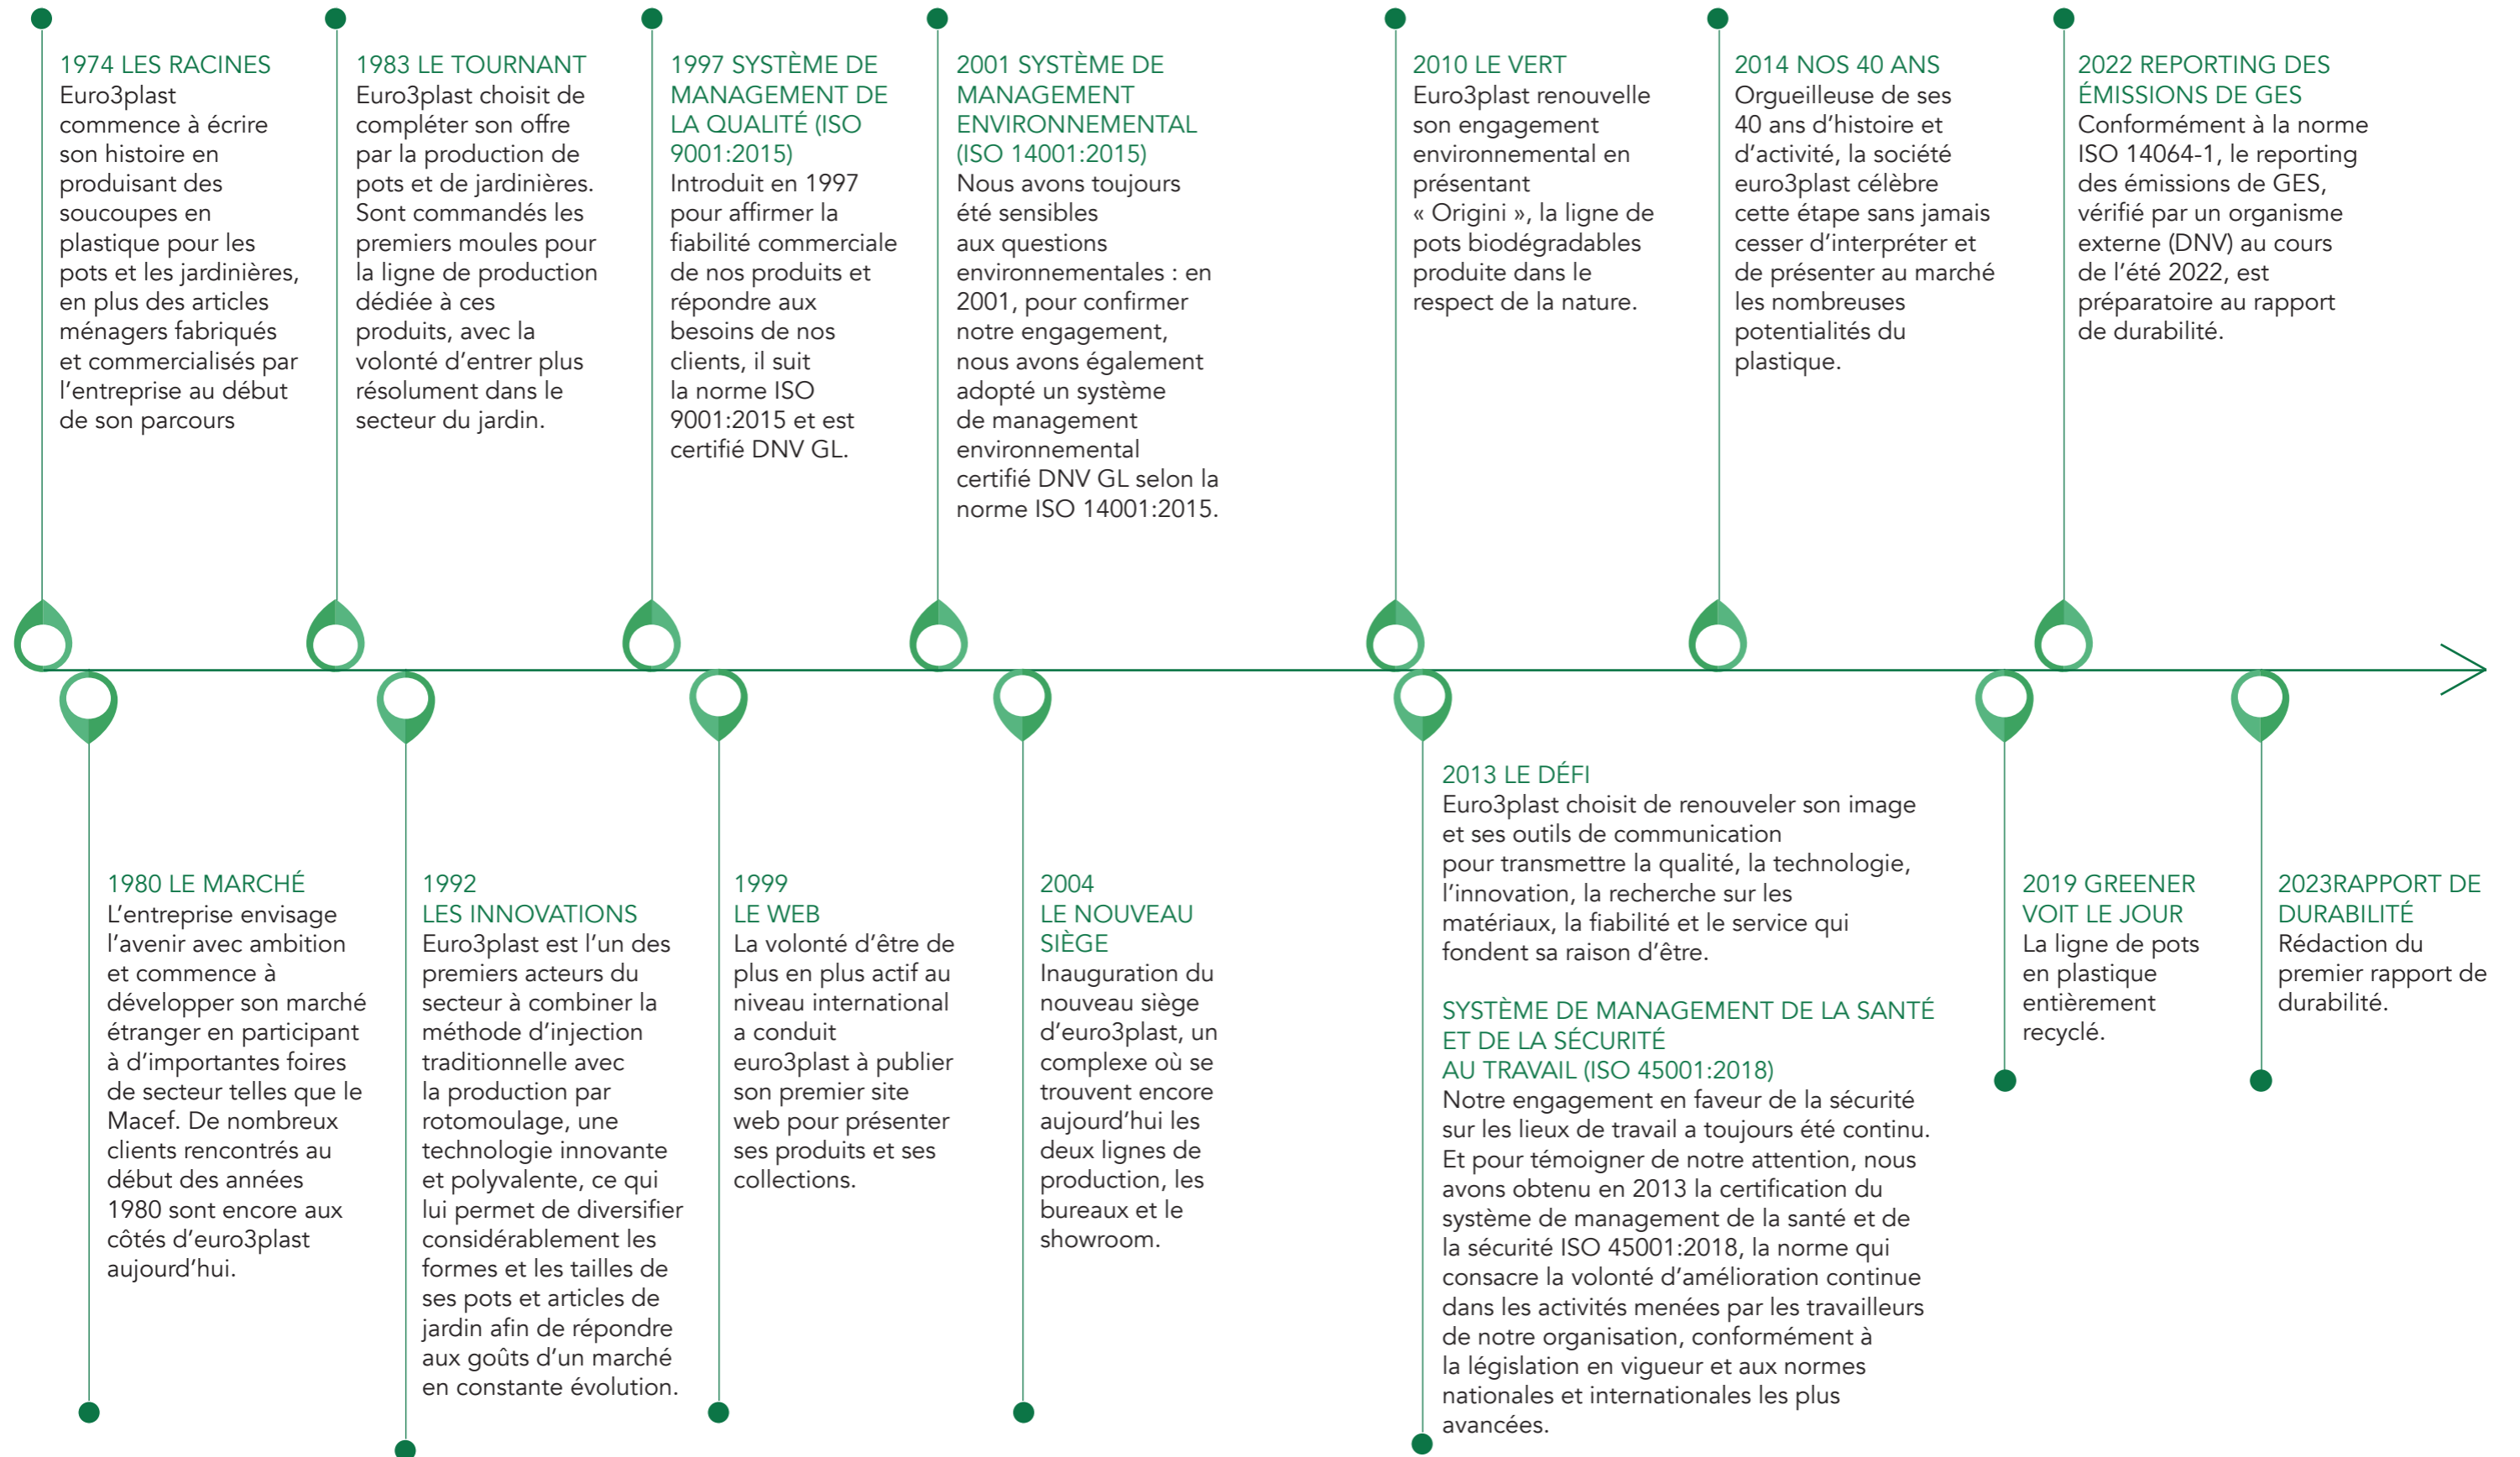 1974 LES RACINES
Euro3plast
commence à écrire
son histoire en
produisant des
soucoupes en
plastique pour les
pots et les jardinières,
en plus des articles
ménagers fabriqués
et commercialisés par
l’entreprise au début
de son parcours
1983 LE TOURNANT
Euro3plast choisit de
compléter son offre
par la production de
pots et de jardinières.
Sont commandés les
premiers moules pour
la ligne de production
dédiée à ces
produits, avec la
volonté d’entrer plus
résolument dans le
secteur du jardin.
1997 SYSTÈME DE
MANAGEMENT DE
LA QUALITÉ (ISO
9001:2015)
Introduit en 1997
pour affirmer la
fiabilité commerciale
de nos produits et
répondre aux
besoins de nos
clients, il suit
la norme ISO
9001:2015 et est
certifié DNV GL.
2001 SYSTÈME DE
MANAGEMENT
ENVIRONNEMENTAL
(ISO 14001:2015)
Nous avons toujours
été sensibles
aux questions
environnementales : en
2001, pour confirmer
notre engagement,
nous avons également
adopté un système
de management
environnemental
certifié DNV GL selon la
norme ISO 14001:2015.
2010 LE VERT
Euro3plast renouvelle
son engagement
environnemental en
présentant
« Origini », la ligne de
pots biodégradables
produite dans le
respect de la nature.
2014 NOS 40 ANS
Orgueilleuse de ses
40 ans d’histoire et
d’activité, la société
euro3plast célèbre
cette étape sans jamais
cesser d’interpréter et
de présenter au marché
les nombreuses
potentialités du
plastique.
2022 REPORTING DES
ÉMISSIONS DE GES
Conformément à la norme
ISO 14064-1, le reporting
des émissions de GES,
vérifié par un organisme
externe (DNV) au cours
de l’été 2022, est
préparatoire au rapport
de durabilité.
1980 LE MARCHÉ
L’entreprise envisage
l’avenir avec ambition
et commence à
développer son marché
étranger en participant
à d’importantes foires
de secteur telles que le
Macef. De nombreux
clients rencontrés au
début des années
1980 sont encore aux
côtés d’euro3plast
aujourd’hui.
1992
LES INNOVATIONS
Euro3plast est l’un des
premiers acteurs du
secteur à combiner la
méthode d’injection
traditionnelle avec
la production par
rotomoulage, une
technologie innovante
et polyvalente, ce qui
lui permet de diversifier
considérablement les
formes et les tailles de
ses pots et articles de
jardin afin de répondre
aux goûts d’un marché
en constante évolution.
1999
LE WEB
La volonté d’être de
plus en plus actif au
niveau international
a conduit
euro3plast à publier
son premier site
web pour présenter
ses produits et ses
collections.
2004
LE NOUVEAU
SIÈGE
Inauguration du
nouveau siège
d’euro3plast, un
complexe où se
trouvent encore
aujourd’hui les
deux lignes de
production, les
bureaux et le
showroom.
2013 LE DÉFI
Euro3plast choisit de renouveler son image
et ses outils de communication
pour transmettre la qualité, la technologie,
l’innovation, la recherche sur les
matériaux, la fiabilité et le service qui
fondent sa raison d’être.
SYSTÈME DE MANAGEMENT DE LA SANTÉ
ET DE LA SÉCURITÉ
AU TRAVAIL (ISO 45001:2018)
Notre engagement en faveur de la sécurité
sur les lieux de travail a toujours été continu.
Et pour témoigner de notre attention, nous
avons obtenu en 2013 la certification du
système de management de la santé et de
la sécurité ISO 45001:2018, la norme qui
consacre la volonté d’amélioration continue
dans les activités menées par les travailleurs
de notre organisation, conformément à
la législation en vigueur et aux normes
nationales et internationales les plus
avancées.
2019 GREENER
VOIT LE JOUR
La ligne de pots
en plastique
entièrement
recyclé.
2023RAPPORT DE
DURABILITÉ
Rédaction du
premier rapport de
durabilité.